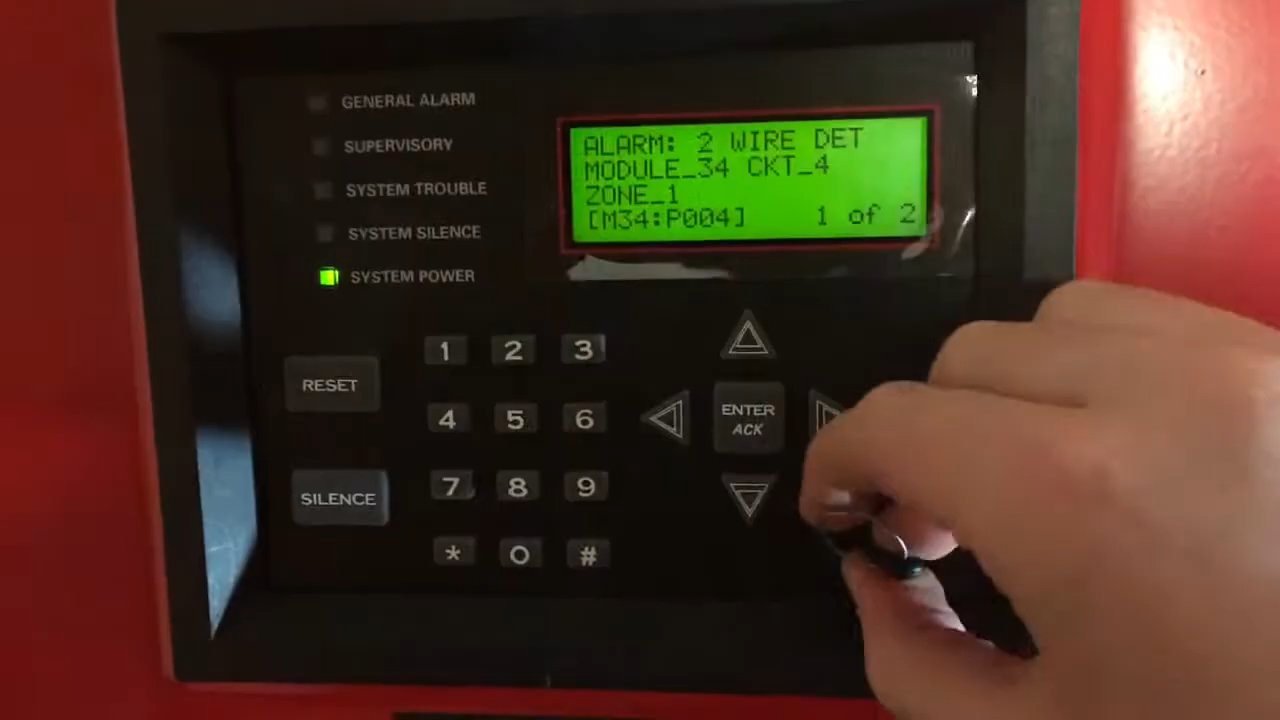 GENERAL ALARM
SUPERVISORY
SYSTEM TROUBLE
SYSTEM SILENCE
SYSTEM POWER
ALARM: 2 WIRE DET
MODULE_34 CKT_4
ZONE_1
[M34:P004] 1 of 2
RESET
SILENCE
1 2 3
4 5 6
7 8 9
* 0 #
ENTER
ACK